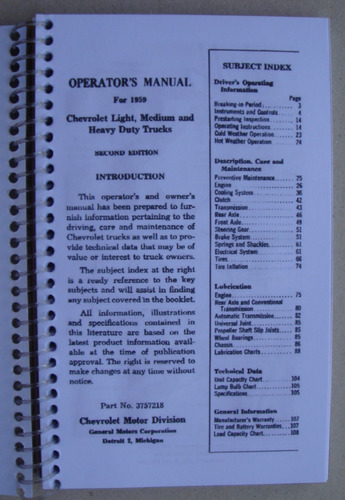 OPERATOR'S MANUAL
For 1959
Chevrolet Light, Medium and
Heavy Duty Trucks
SECOND EDITION
INTRODUCTION
This operator's and owner's
manual has been prepared to fur-
nish information pertaining to the
driving, care and maintenance of
Chevrolet trucks as well as to pro-
vide technical data that may be of
value or interest to truck owners.
The subject index at the right
is a ready reference to the key
subjects and will assist in finding
any subject covered in the booklet.
All information, illustrations
and specifications contained in
this literature are based on the
latest product information avail-
able at the time of publication
approval. The right is reserved to
make changes at any time without
notice.
Part No. 3757218
Chevrolet Motor Division
General Motors Corporation
Detroit 2, Michigan
SUBJECT INDEX
Driver's Operating
Information
Page
Breaking-in Period 3
Instruments and Controls 4
Prestarting Inspection 14
Operating Instructions 14
Cold Weather Operation 23
Hot Weather Operation 24
Description, Care and
Maintenance
Preventive Maintenance 25
Engine 26
Cooling System 36
Clutch 42
Transmission 43
Rear Axle 46
Front Axle 49
Steering Gear 51
Brake System 51
Springs and Shackles 61
Electrical System 61
Tires 66
Tire Inflation 74
Lubrication
Engine 75
Rear Axle and Conventional
Transmission 80
Automatic Transmission 82
Universal Joint 85
Propeller Shaft Slip Joints 85
Wheel Bearings 85
Chassis 86
Lubrication Charts 88
Technical Data
Unit Capacity Chart 104
Lamp Bulb Chart 105
Specifications 105
General Information
Manufacturer's Warranty 107
Tire and Battery Warranties 107
Load Capacity Chart 108